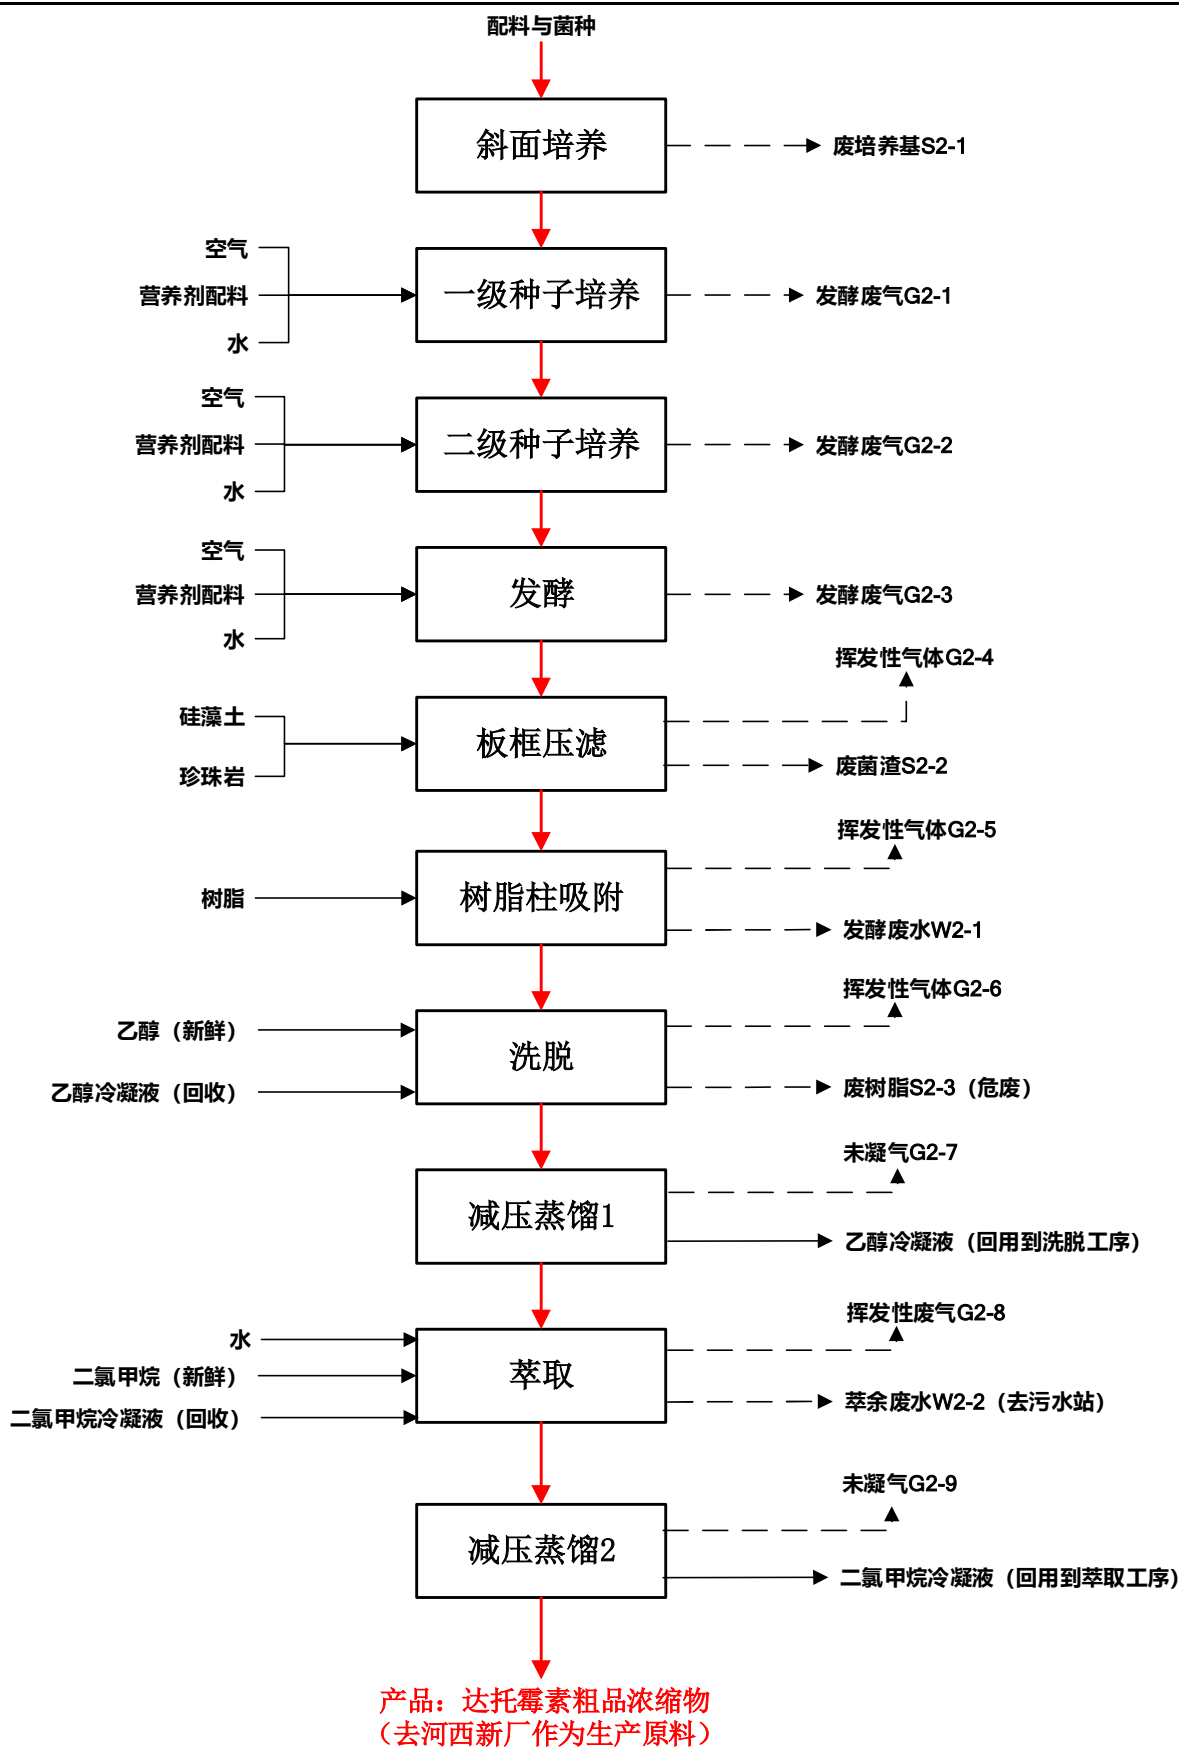 配料与菌种
斜面培养
废培养基S2-1
空气
营养剂配料
水
一级种子培养
发酵废气G2-1
空气
营养剂配料
水
二级种子培养
发酵废气G2-2
空气
营养剂配料
水
发酵
发酵废气G2-3
挥发性气体G2-4
硅藻土
珍珠岩
板框压滤
废菌渣S2-2
挥发性气体G2-5
树脂
树脂柱吸附
发酵废水W2-1
挥发性气体G2-6
乙醇（新鲜）
乙醇冷凝液（回收）
洗脱
废树脂S2-3（危废）
未凝气G2-7
减压蒸馏1
乙醇冷凝液（回用到洗脱工序）
挥发性废气G2-8
水
二氯甲烷（新鲜）
二氯甲烷冷凝液（回收）
萃取
萃余废水W2-2（去污水站）
未凝气G2-9
减压蒸馏2
二氯甲烷冷凝液（回用到萃取工序）
产品：达托霉素粗品浓缩物
（去河西新厂作为生产原料）